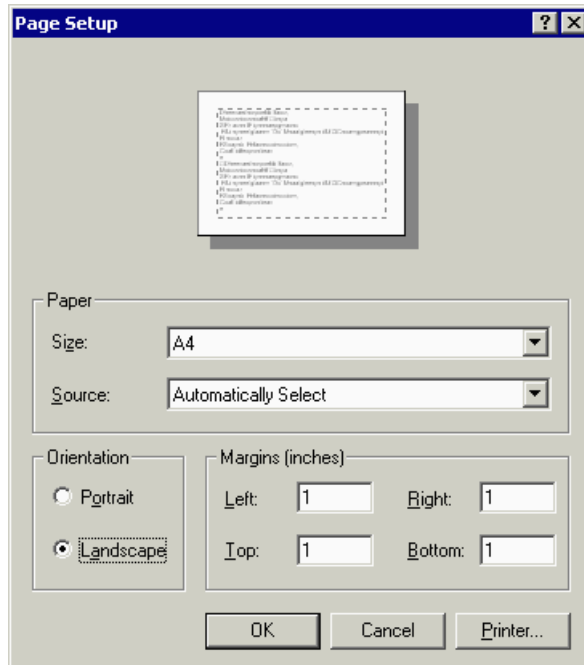 Page Setup
Paper
Size: A4
Source: Automatically Select
Orientation
Portrait
Landscape
Margins (inches)
Left: 1 Right: 1
Top: 1 Bottom: 1
OK Cancel Printer...